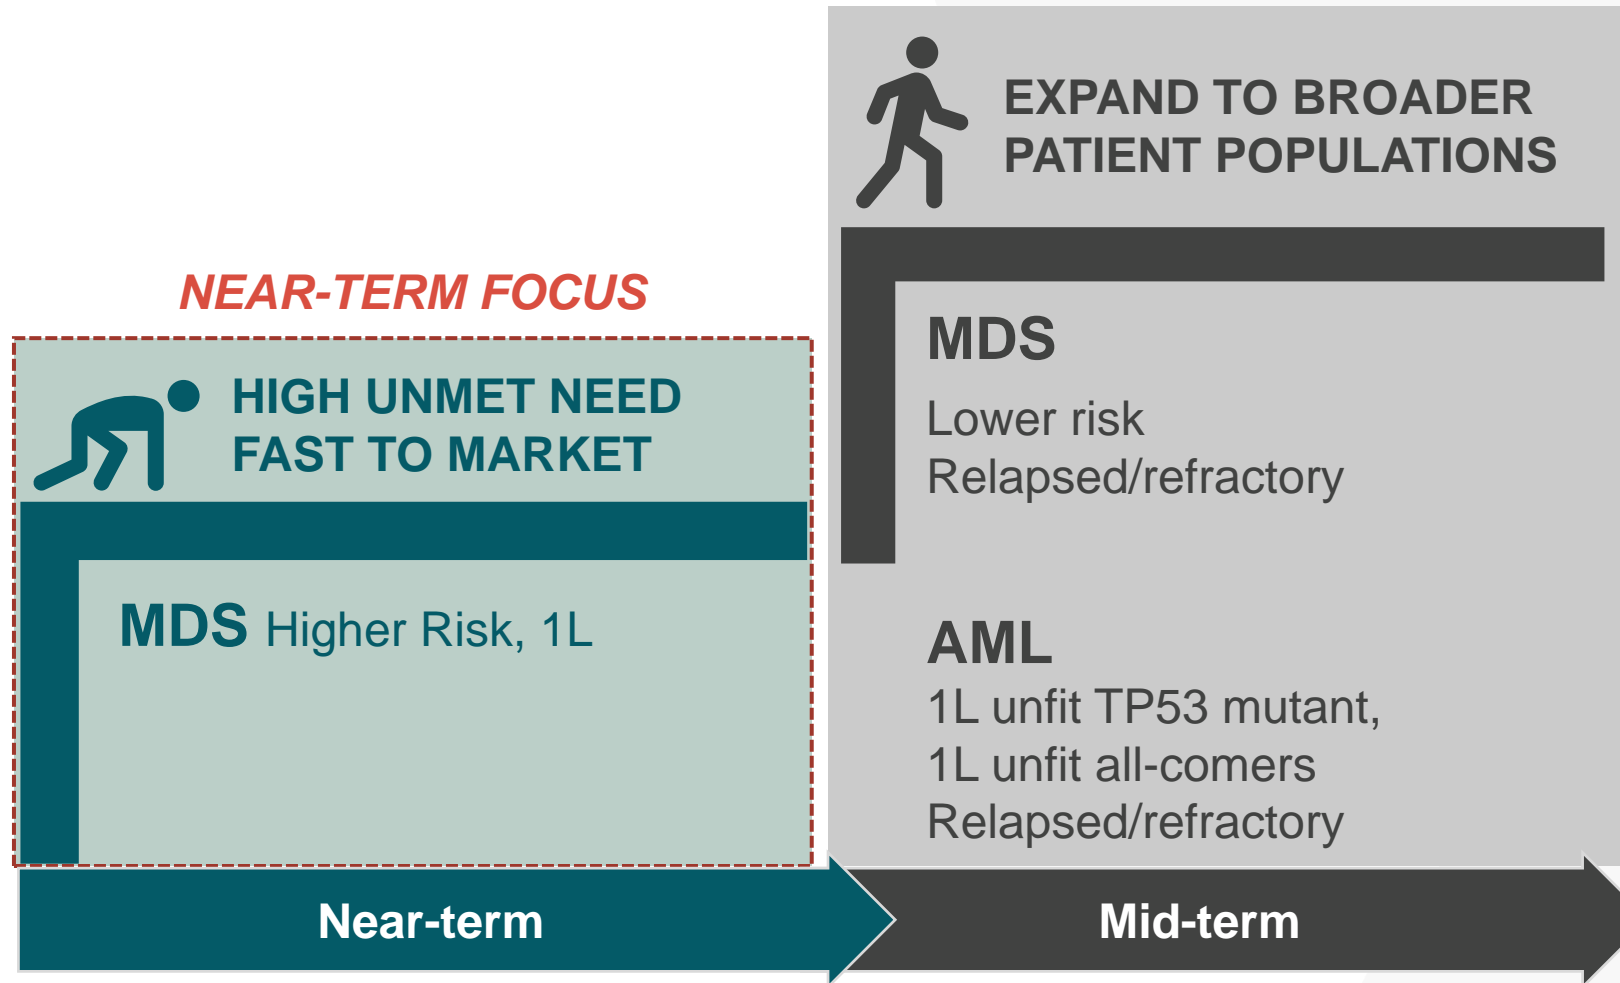 NEAR-TERM FOCUS
HIGH UNMET NEED
FAST TO MARKET
MDS Higher Risk, 1L
Near-term
EXPAND TO BROADER
PATIENT POPULATIONS
MDS
Lower risk
Relapsed/refractory
AML
1L unfit TP53 mutant,
1L unfit all-comers
Relapsed/refractory
Mid-term